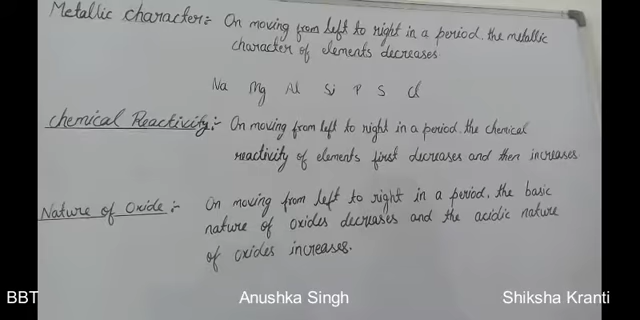 Metallic character:- On moving from left to right in a period, the metallic
character of elements decreases.
Na Mg Al Si P S Cl
Chemical Reactivity:- On moving from left to right in a period, the chemical
reactivity of elements first decreases and then increases
Nature of Oxide:- On moving from left to right in a period, the basic
nature of oxides decreases and the acidic nature
of oxides increases.
BBT Anushka Singh Shiksha Kranti